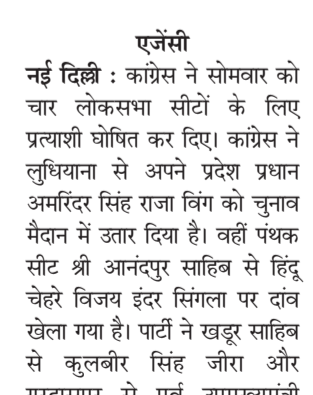 एजेंसी
नई दिल्ली : कांग्रेस ने सोमवार को
चार लोकसभा सीटों के लिए
प्रत्याशी घोषित कर दिए। कांग्रेस ने
लुधियाना से अपने प्रदेश प्रधान
अमरिंदर सिंह राजा विंग को चुनाव
मैदान में उतार दिया है। वहीं पंथक
सीट श्री आनंदपुर साहिब से हिंदू
चेहरे विजय इंदर सिंगला पर दांव
खेला गया है। पार्टी ने खडूर साहिब
से कुलबीर सिंह जीरा और